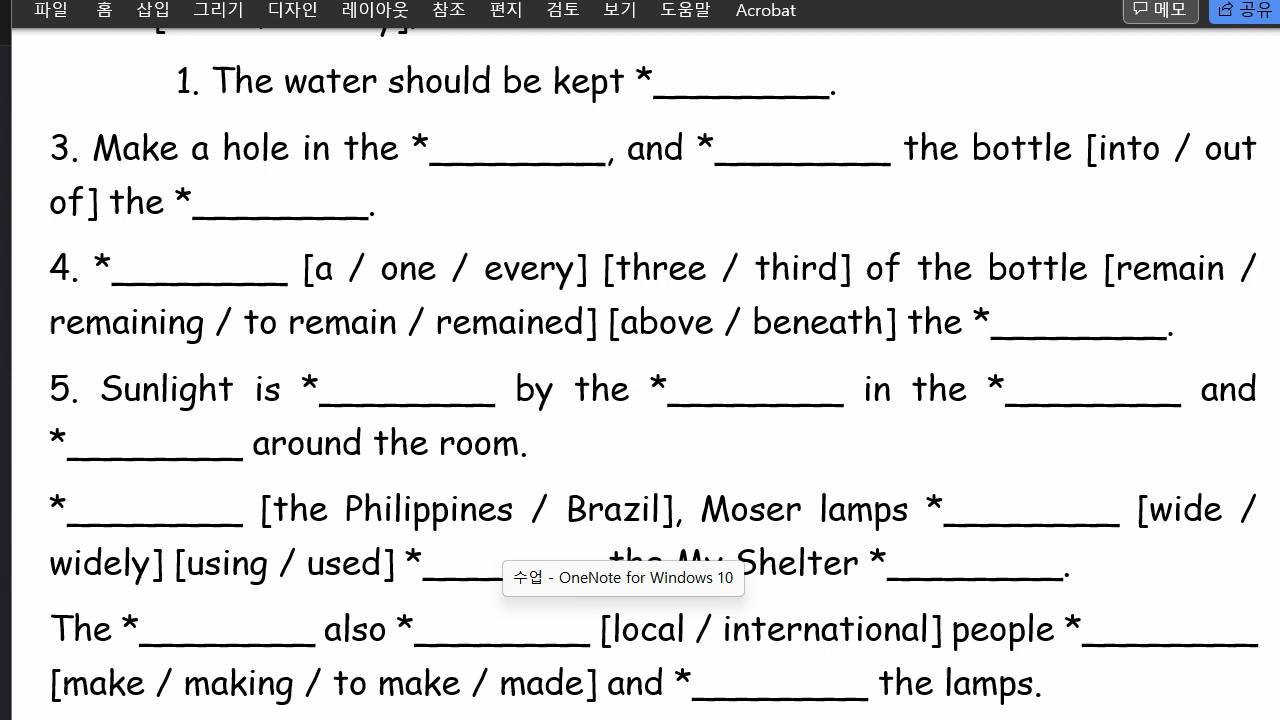 파일 홈 삽입 그리기 디자인 레이아웃 참조 편지 검토 보기 도움말 Acrobat 메모 공유
1. The water should be kept *________.
3. Make a hole in the *________, and *________ the bottle [into / out
of] the *________.
4. *________ [a / one / every] [three / third] of the bottle [remain /
remaining / to remain / remained] [above / beneath] the *________.
5. Sunlight is *________ by the *________ in the *________ and
*________ around the room.
*________ [the Philippines / Brazil], Moser lamps *________ [wide /
widely] [using / used] *____ the My Shelter *________.
수업 - OneNote for Windows 10
The *________ also *________ [local / international] people *________
[make / making / to make / made] and *________ the lamps.